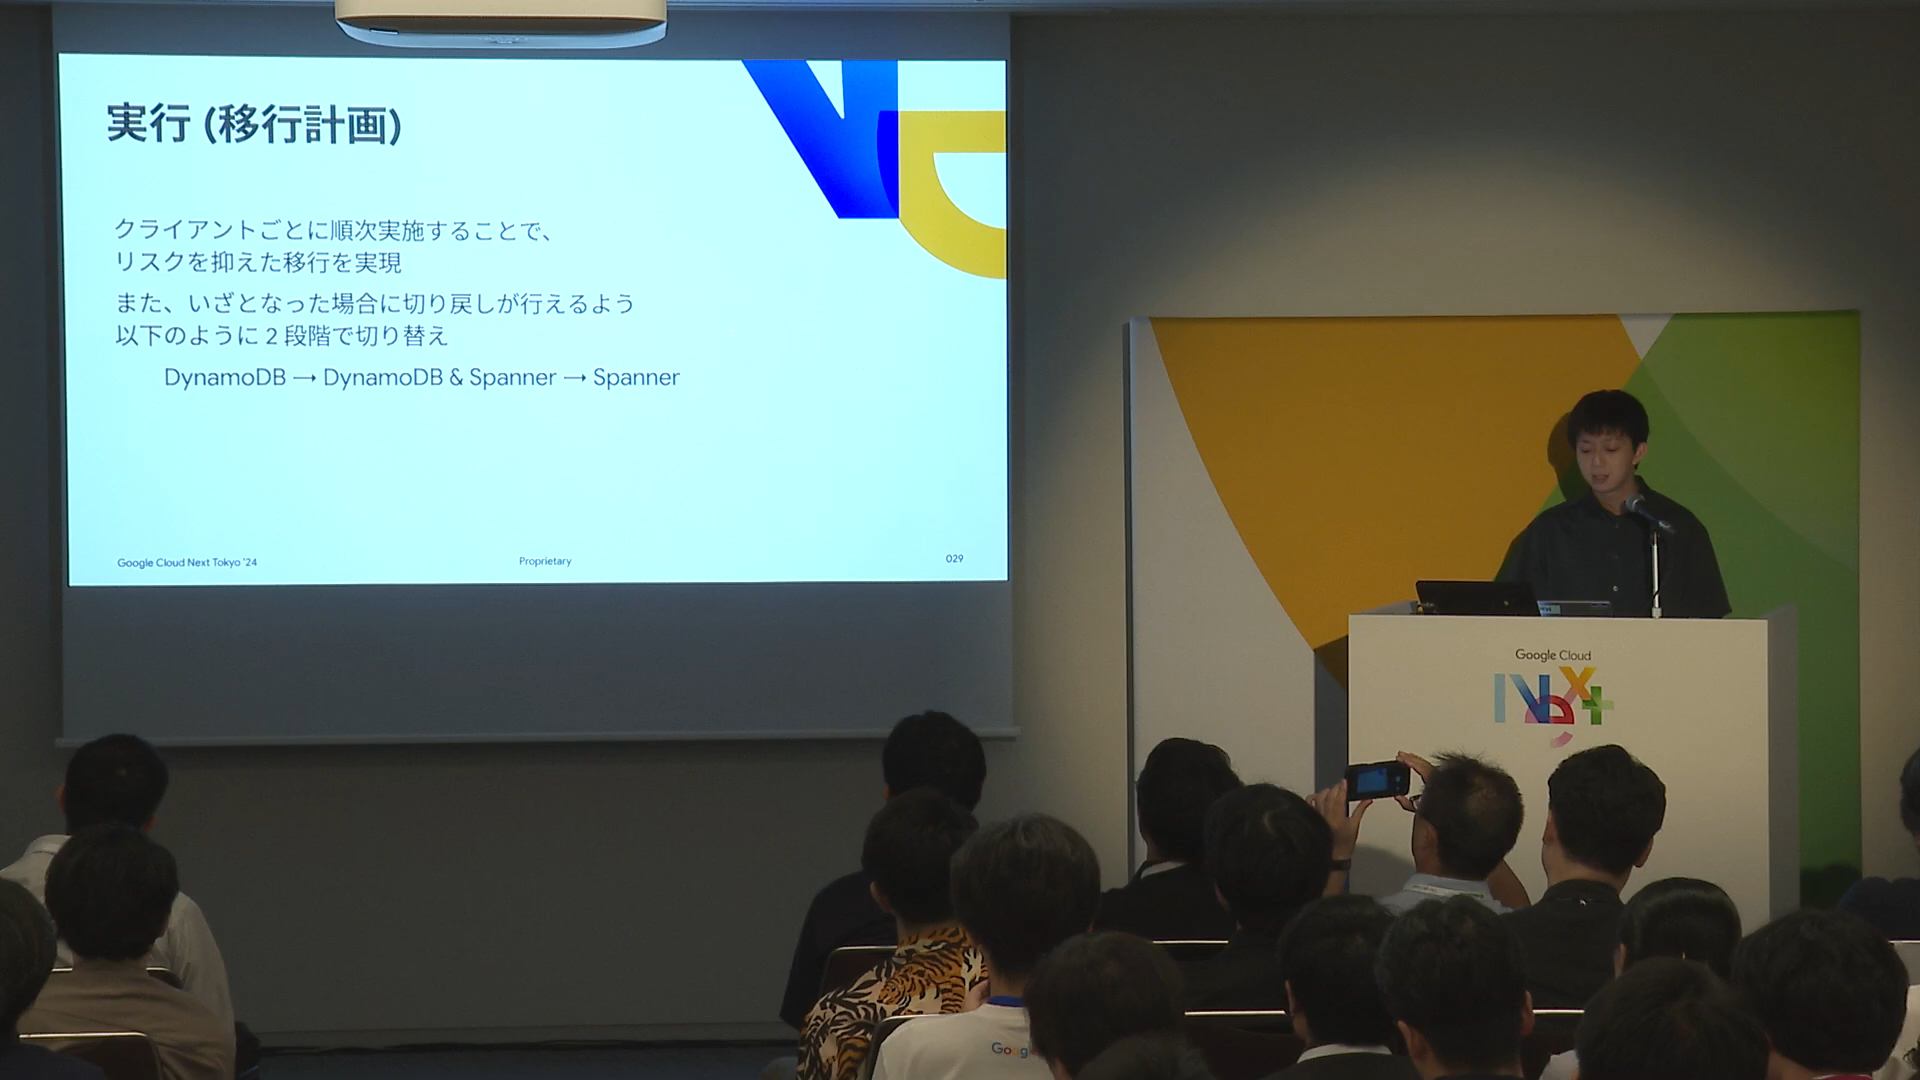 実行 (移行計画)
クライアントごとに順次実施することで、
リスクを抑えた移行を実現
また、いざとなった場合に切り戻しが行えるよう
以下のように 2 段階で切り替え
DynamoDB → DynamoDB & Spanner → Spanner
Google Cloud Next Tokyo '24
Proprietary
029
Google Cloud
Next
Goog